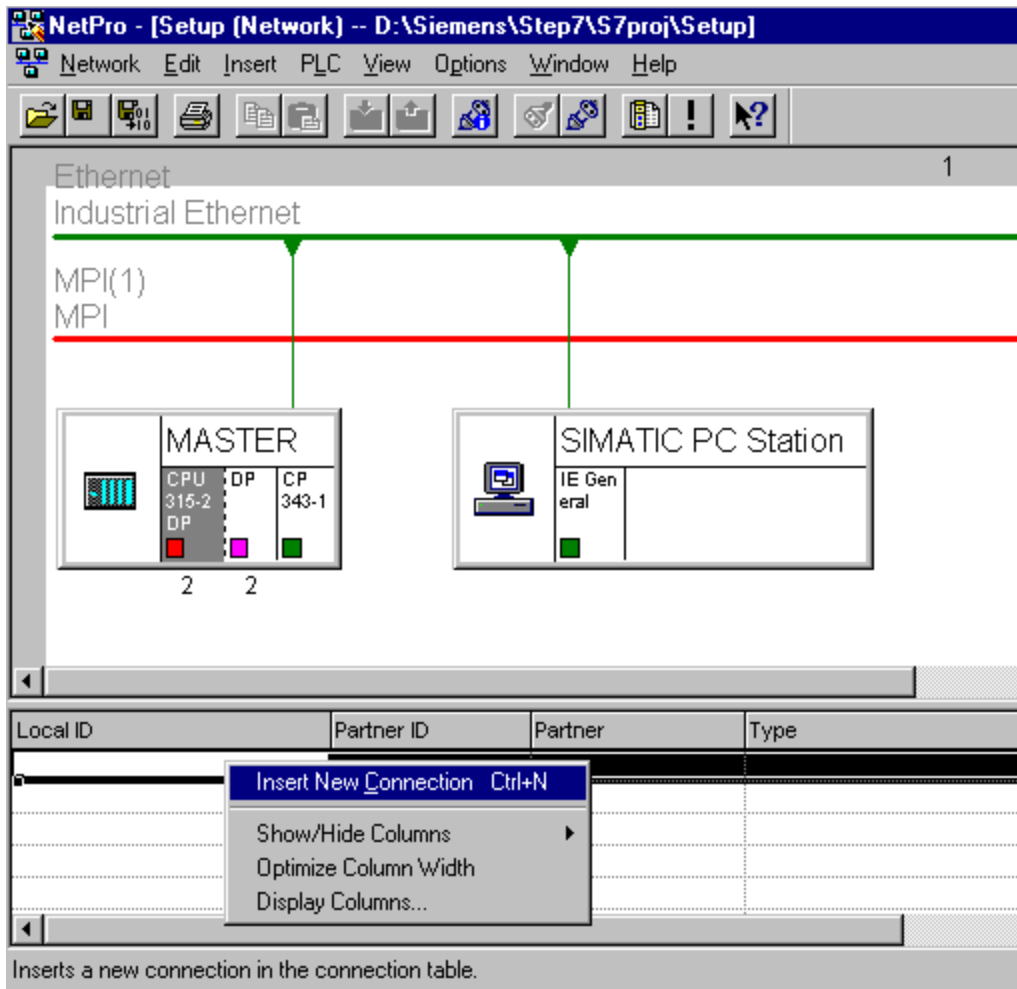 NetPro - [Setup (Network) -- D:\Siemens\Step7\S7proj\Setup]
Network Edit Insert PLC View Options Window Help
1
Ethernet
Industrial Ethernet
MPI(1)
MPI
MASTER
CPU
315-2
DP
DP
CP
343-1
2
2
SIMATIC PC Station
IE Gen
eral
Local ID Partner ID Partner Type
Insert New Connection Ctrl+N
Show/Hide Columns
Optimize Column Width
Display Columns...
Inserts a new connection in the connection table.